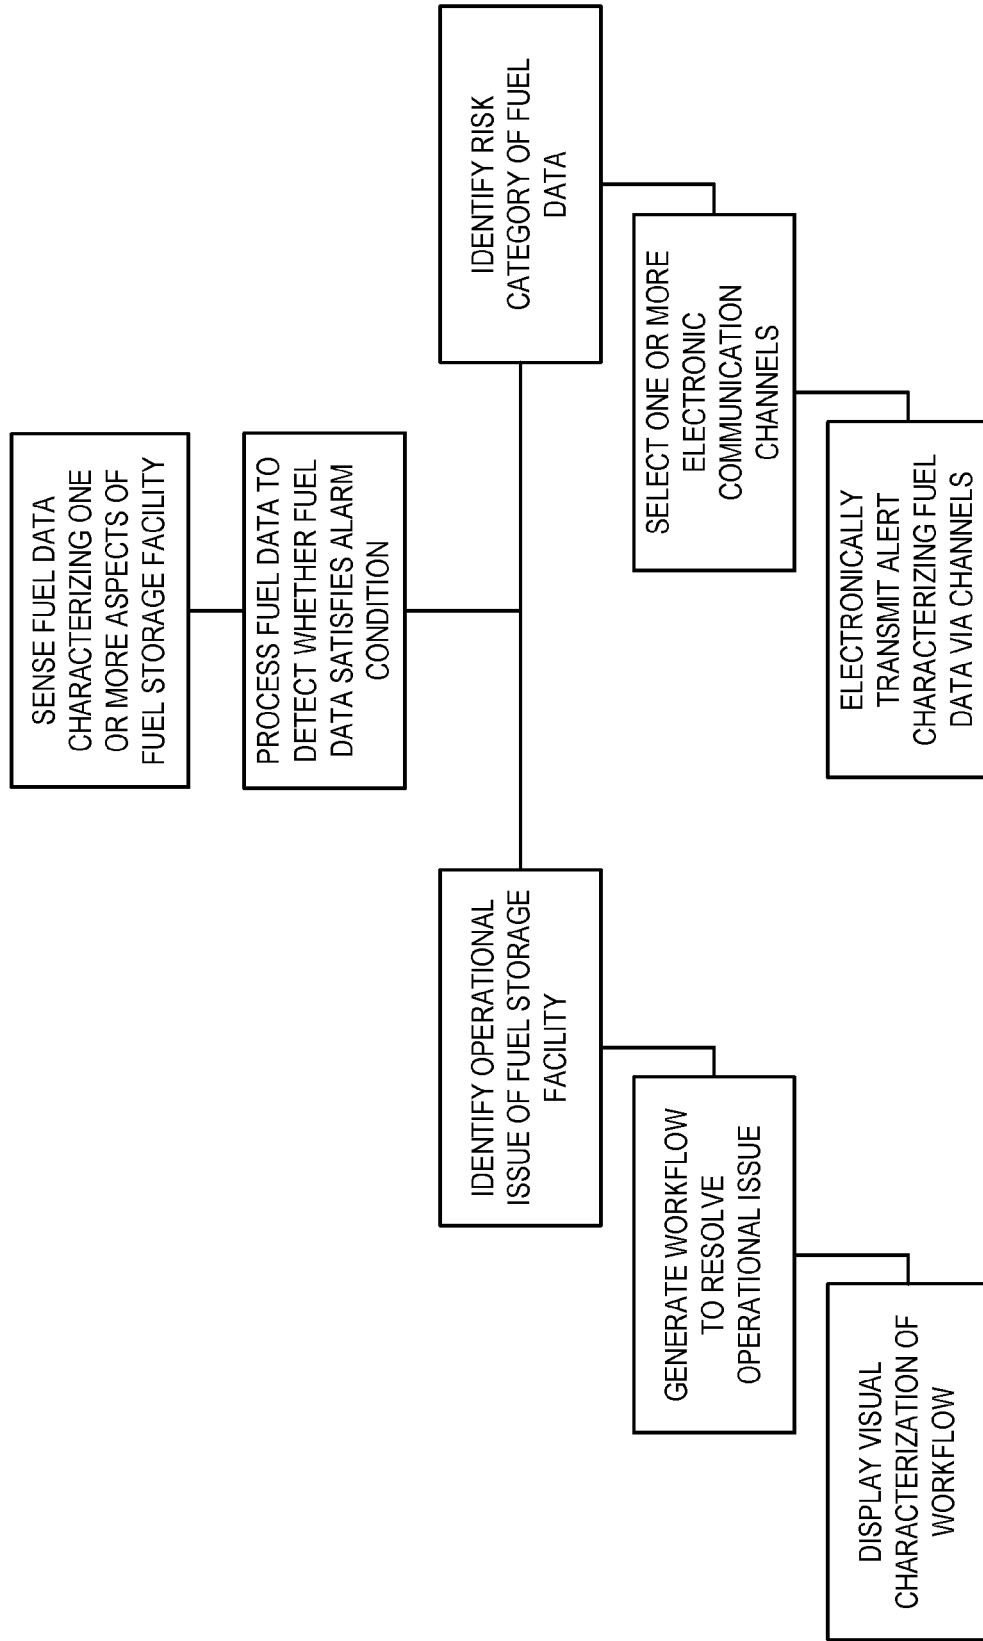 SENSE FUEL DATA
CHARACTERIZING ONE
OR MORE ASPECTS OF
FUEL STORAGE FACILITY
PROCESS FUEL DATA TO
DETECT WHETHER FUEL
DATA SATISFIES ALARM
CONDITION
IDENTIFY OPERATIONAL
ISSUE OF FUEL STORAGE
FACILITY
GENERATE WORKFLOW
TO RESOLVE
OPERATIONAL ISSUE
DISPLAY VISUAL
CHARACTERIZATION OF
WORKFLOW
IDENTIFY RISK
CATEGORY OF FUEL
DATA
SELECT ONE OR MORE
ELECTRONIC
COMMUNICATION
CHANNELS
ELECTRONICALLY
TRANSMIT ALERT
CHARACTERIZING FUEL
DATA VIA CHANNELS